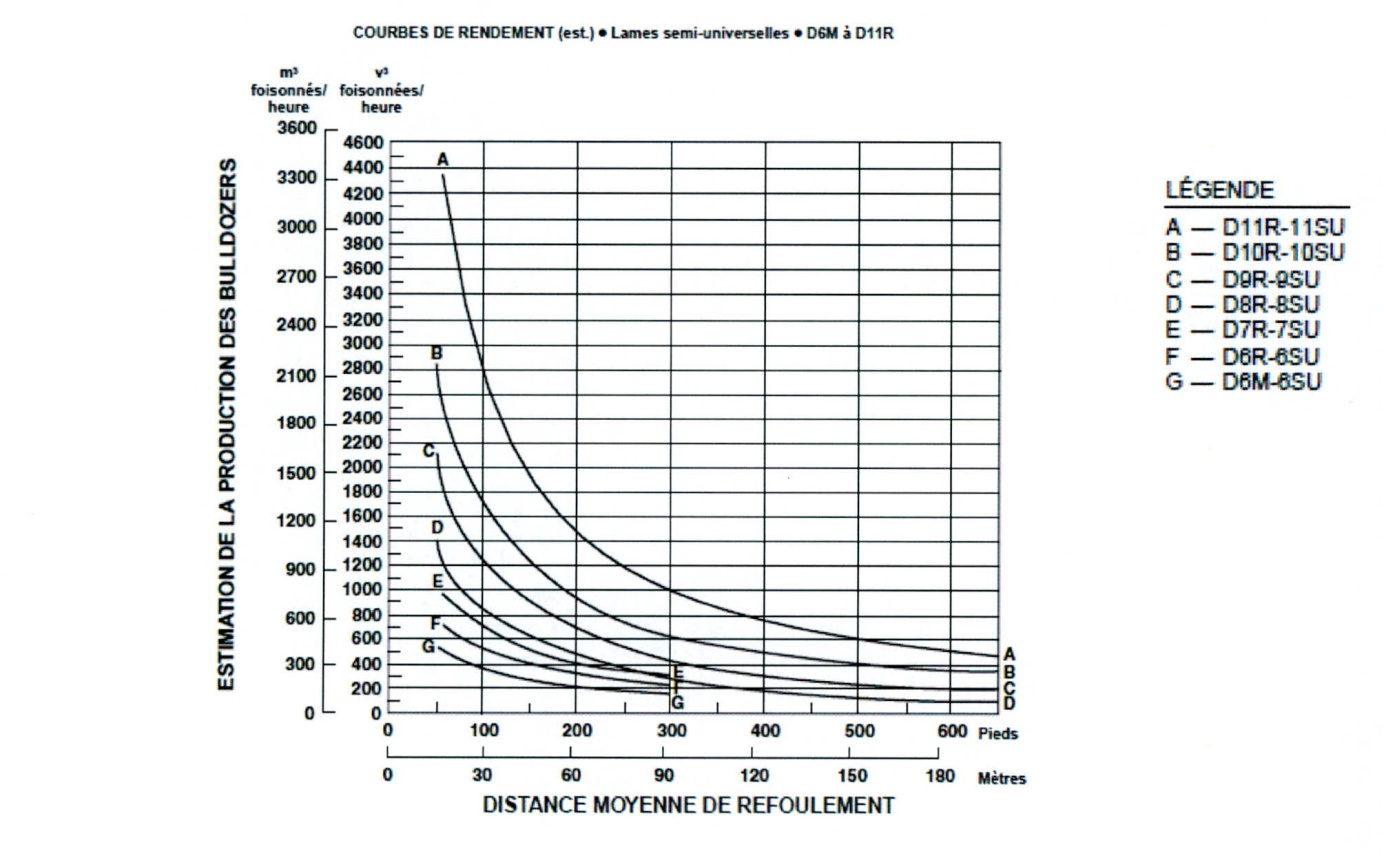 COURBES DE RENDEMENT (est.) ● Lames semi-universelles ● D6M à D11R
m³ foisonnés/ heure
v³ foisonnées/ heure
ESTIMATION DE LA PRODUCTION DES BULLDOZERS
3600
3300
3000
2700
2400
2100
1800
1500
1200
900
600
300
0
4600
4400
4200
4000
3800
3600
3400
3200
3000
2800
2600
2400
2200
2000
1800
1600
1400
1200
1000
800
600
400
200
0
A
B
C
D
E
F
G
E
F
G
A
B
C
D
0 100 200 300 400 500 600 Pieds
0 30 60 90 120 150 180 Mètres
DISTANCE MOYENNE DE REFOULEMENT
LÉGENDE
A — D11R-11SU
B — D10R-10SU
C — D9R-9SU
D — D8R-8SU
E — D7R-7SU
F — D6R-6SU
G — D6M-6SU